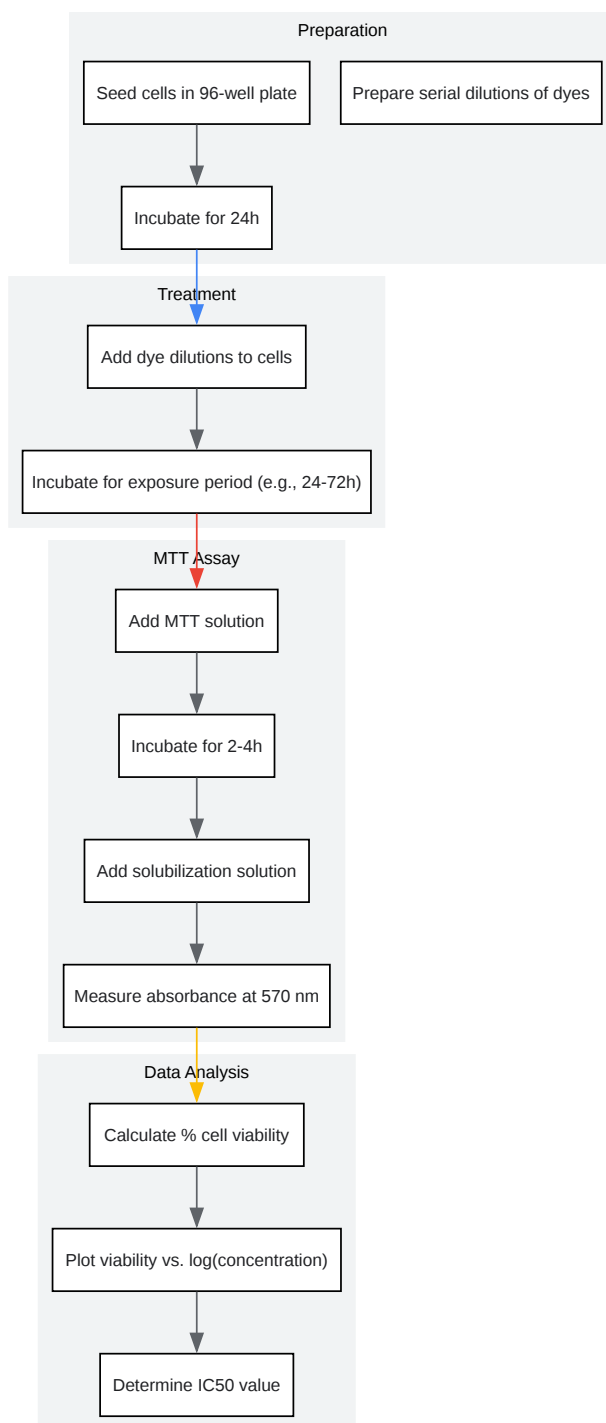 Preparation
Seed cells in 96-well plate
Prepare serial dilutions of dyes
Incubate for 24h
Treatment
Add dye dilutions to cells
Incubate for exposure period (e.g., 24-72h)
MTT Assay
Add MTT solution
Incubate for 2-4h
Add solubilization solution
Measure absorbance at 570 nm
Data Analysis
Calculate % cell viability
Plot viability vs. log(concentration)
Determine IC50 value